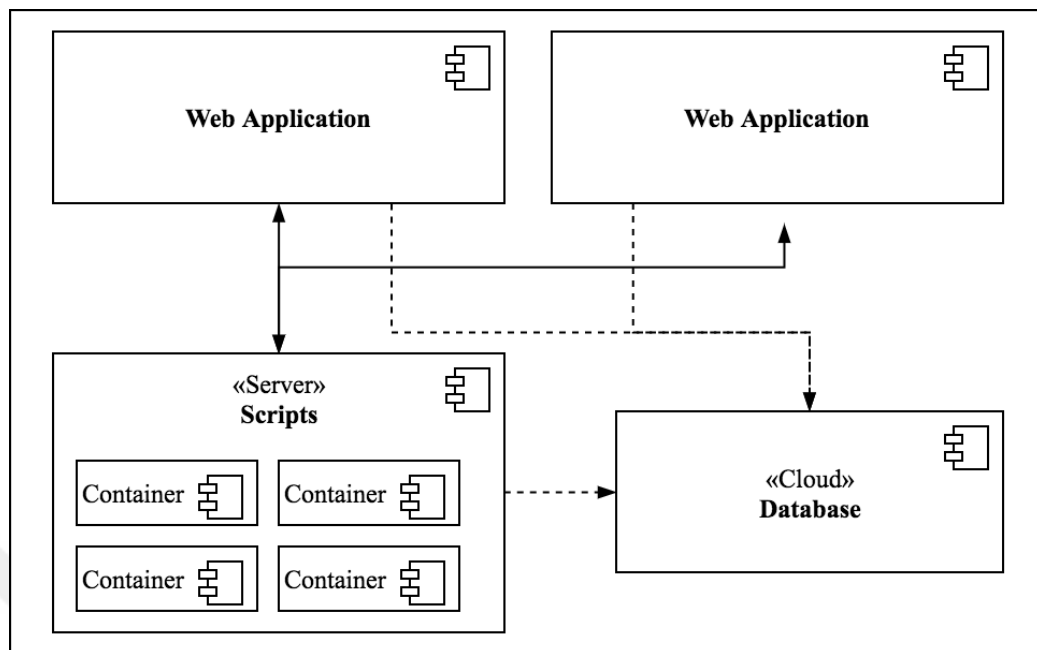 Web Application
Web Application
«Server»
Scripts
Container
Container
Container
Container
«Cloud»
Database